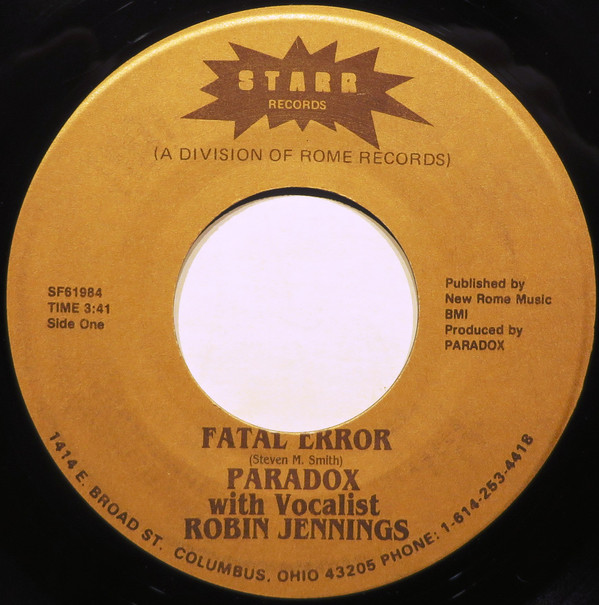 STARR
RECORDS
(A DIVISION OF ROME RECORDS)
SF61984
TIME 3:41
Side One
Published by
New Rome Music
BMI
Produced by
PARADOX
FATAL ERROR
(Steven M. Smith)
PARADOX
with Vocalist
ROBIN JENNINGS
1414 E. BROAD ST. COLUMBUS, OHIO 43205 PHONE: 1-614-253-4418